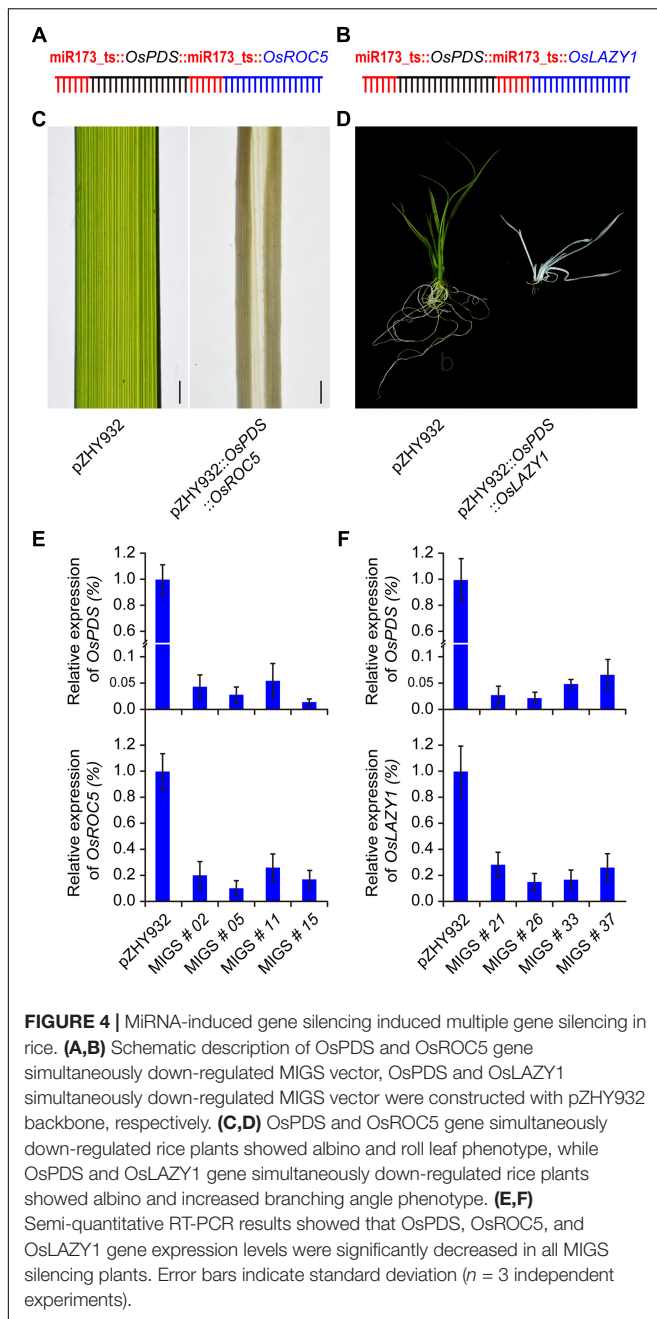 A
miR173_ts::OsPDS::miR173_ts::OsROC5
B
miR173_ts::OsPDS::miR173_ts::OsLAZY1
C
D
b
pZHY932
pZHY932::OsPDS
::OsROC5
pZHY932
pZHY932::OsPDS
::OsLAZY1
E
Relative expression
of OsPDS (%)
1.2
1.0
0.8
0.6
0.1
0.05
0.0
Relative expression
of OsROC5 (%)
1.2
1.0
0.8
0.6
0.4
0.2
0.0
pZHY932
MIGS # 02
MIGS # 05
MIGS # 11
MIGS # 15
F
Relative expression
of OsPDS (%)
1.2
1.0
0.8
0.6
0.1
0.05
0.0
Relative expression
of OsLAZY1 (%)
1.2
1.0
0.8
0.6
0.4
0.2
0.0
pZHY932
MIGS # 21
MIGS # 26
MIGS # 33
MIGS # 37
FIGURE 4 | MiRNA-induced gene silencing induced multiple gene silencing in
rice. (A,B) Schematic description of OsPDS and OsROC5 gene
simultaneously down-regulated MIGS vector, OsPDS and OsLAZY1
simultaneously down-regulated MIGS vector were constructed with pZHY932
backbone, respectively. (C,D) OsPDS and OsROC5 gene simultaneously
down-regulated rice plants showed albino and roll leaf phenotype, while
OsPDS and OsLAZY1 gene simultaneously down-regulated rice plants
showed albino and increased branching angle phenotype. (E,F)
Semi-quantitative RT-PCR results showed that OsPDS, OsROC5, and
OsLAZY1 gene expression levels were significantly decreased in all MIGS
silencing plants. Error bars indicate standard deviation (n = 3 independent
experiments).